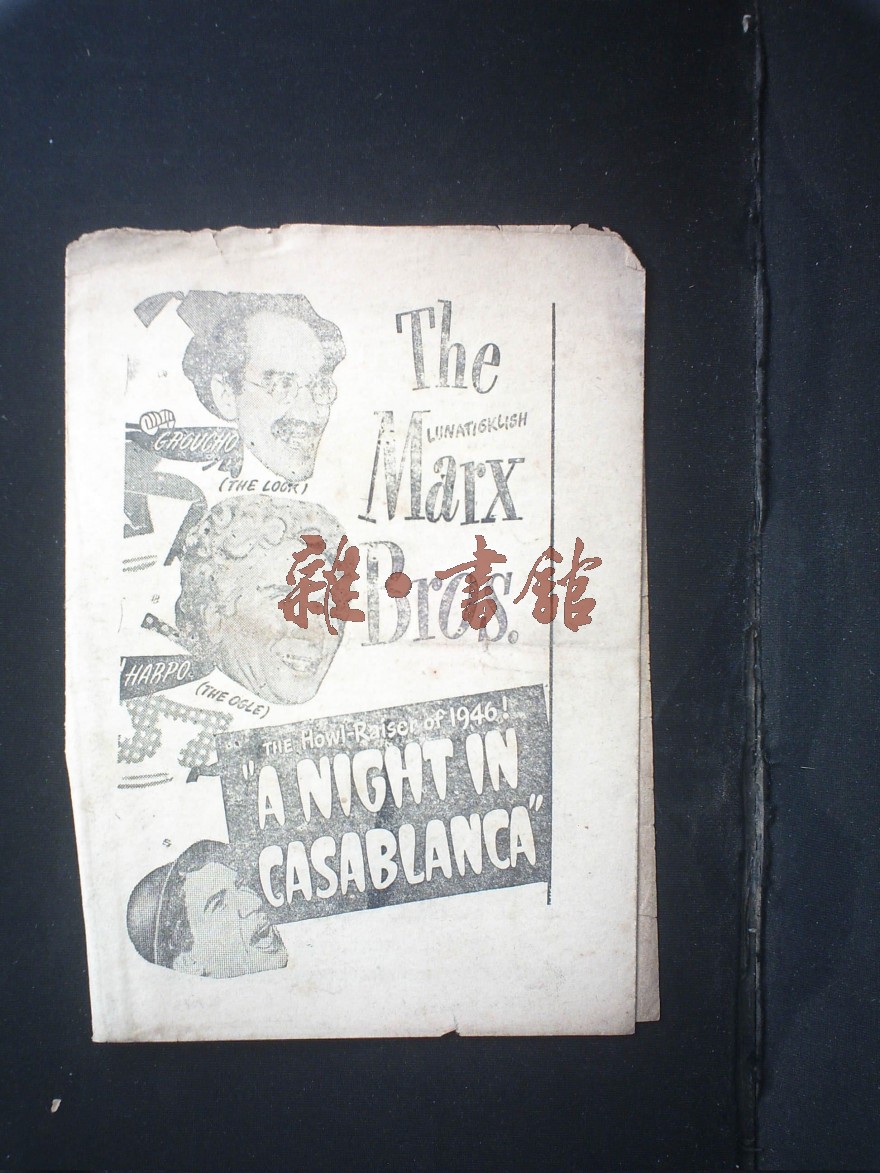 The
LUNATICKLISH
Marx
Bros.
GROUCHO
(THE LOOK)
HARPO
(THE OGLE)
THE Howl-Raiser of 1946!
"A NIGHT IN
CASABLANCA"
雜·書館